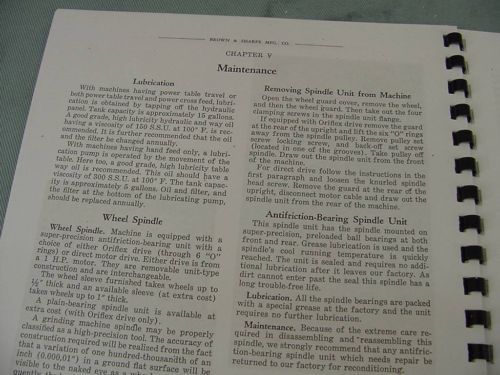 BROWN & SHARPE MFG. CO.
CHAPTER V
Maintenance
Lubrication
With machines having power travel or
both power travel and power cross feed, lubri-
cation is obtained by tapping off the hydraulic
panel. Tank capacity is approximately 15 gallons.
A good grade, high lubricity hydraulic and way oil
having a viscosity of 150 S.S.U. at 100° F. is rec-
ommended. It is further recommended that the oil
and the filter be changed annually.
With machines having hand feed only, a lubri-
cation pump is operated by the movement of the
table. Here too, a good grade, high lubricity table
way oil is recommended. This oil should have a
viscosity of 300 S.S.U. at 100° F. The tank capac-
ity is approximately 5 gallons. Oil and filter, and
the filter at the bottom of the lubricating pump,
should be replaced annually.
Wheel Spindle
Wheel Spindle. Machine is equipped with a
super-precision antifriction-bearing unit with a
choice of either Oriflex drive (through 6 "O"
rings) or direct motor drive. Either drive is from
a 1 H.P. motor. They are removable unit-type
construction and are interchangeable.
The wheel sleeve furnished takes wheels up to
½" thick and an available sleeve (at extra cost)
takes wheels up to 1" thick.
A plain-bearing spindle unit is available at
extra cost (with Oriflex drive only).
A grinding machine spindle may be properly
classified as a high-precision tool. The accuracy of
construction required will be realized from the fact
that a variation of one hundred-thousandth of an
inch (0.000,01") in a ground flat surface will be
visible to the naked eye as a
Removing Spindle Unit from Machine
Open the wheel guard cover, remove the wheel,
and then the wheel guard. Then take out the four
clamping screws in the spindle unit flange.
If equipped with Oriflex drive remove the guard
at the rear of the upright and lift the six "O" rings
away from the spindle pulley. Remove pulley set
screw locking screw, and back-off set screw
(located in one of the grooves). Take pulley off
spindle. Draw out the spindle unit from the front
of the machine.
For direct drive follow the instructions in the
first paragraph and loosen the knurled spindle
head screw. Remove the guard at the rear of the
upright, disconnect motor cable and draw out the
spindle unit from the rear of the machine.
Antifriction-Bearing Spindle Unit
This spindle unit has the spindle mounted on
super-precision, preloaded ball bearings at both
front and rear. Grease lubrication is used and the
spindle's cool running temperature is quickly
reached. The unit is sealed and requires no addi-
tional lubrication after it leaves our factory. As
dirt cannot enter past the seal this spindle has a
long trouble-free life.
Lubrication. All the spindle bearings are packed
with a special grease at the factory and the unit
requires no further lubrication.
Maintenance. Because of the extreme care re-
quired in disassembling and reassembling this
spindle, we strongly recommend that any antifric-
tion-bearing spindle unit which needs repair be
returned to our factory for reconditioning.